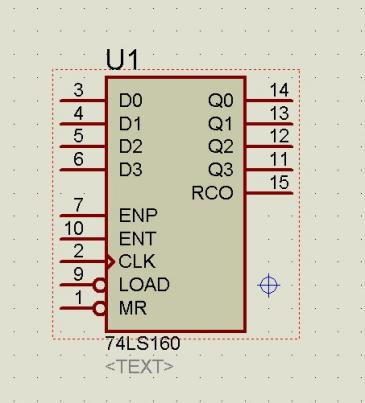 U1
3 D0 Q0 14
4 D1 Q1 13
5 D2 Q2 12
6 D3 Q3 11
RCO 15
7 ENP
10 ENT
2 CLK
9 LOAD
1 MR
74LS160
<TEXT>